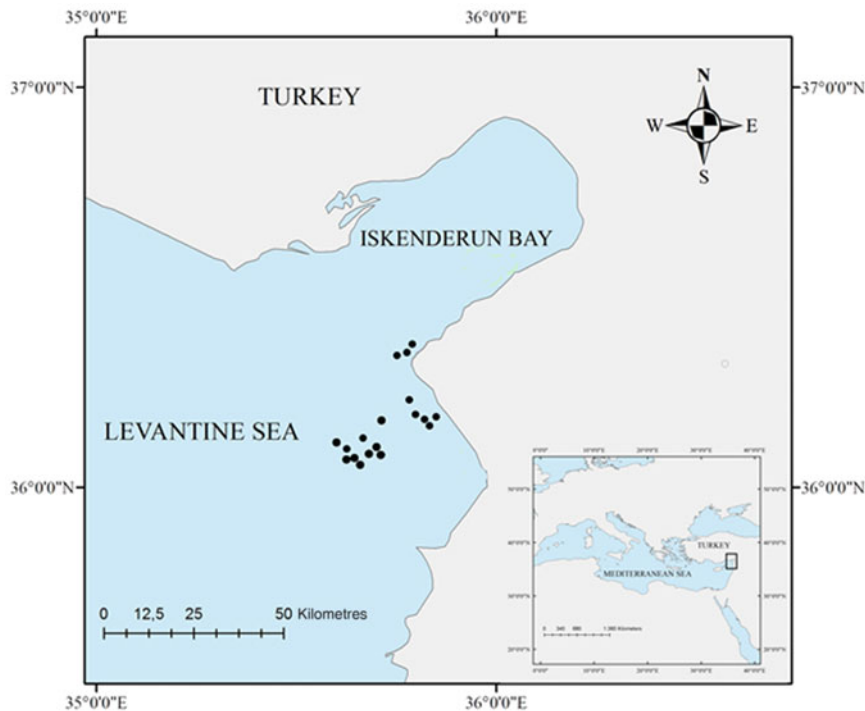 35°0'0"E 36°0'0"E
37°0'0"N 37°0'0"N
TURKEY
N
W E
S
ISKENDERUN BAY
LEVANTINE SEA
36°0'0"N 36°0'0"N
TURKEY
MEDITERRANEAN SEA
0 12,5 25 50 Kilometres
35°0'0"E 36°0'0"E